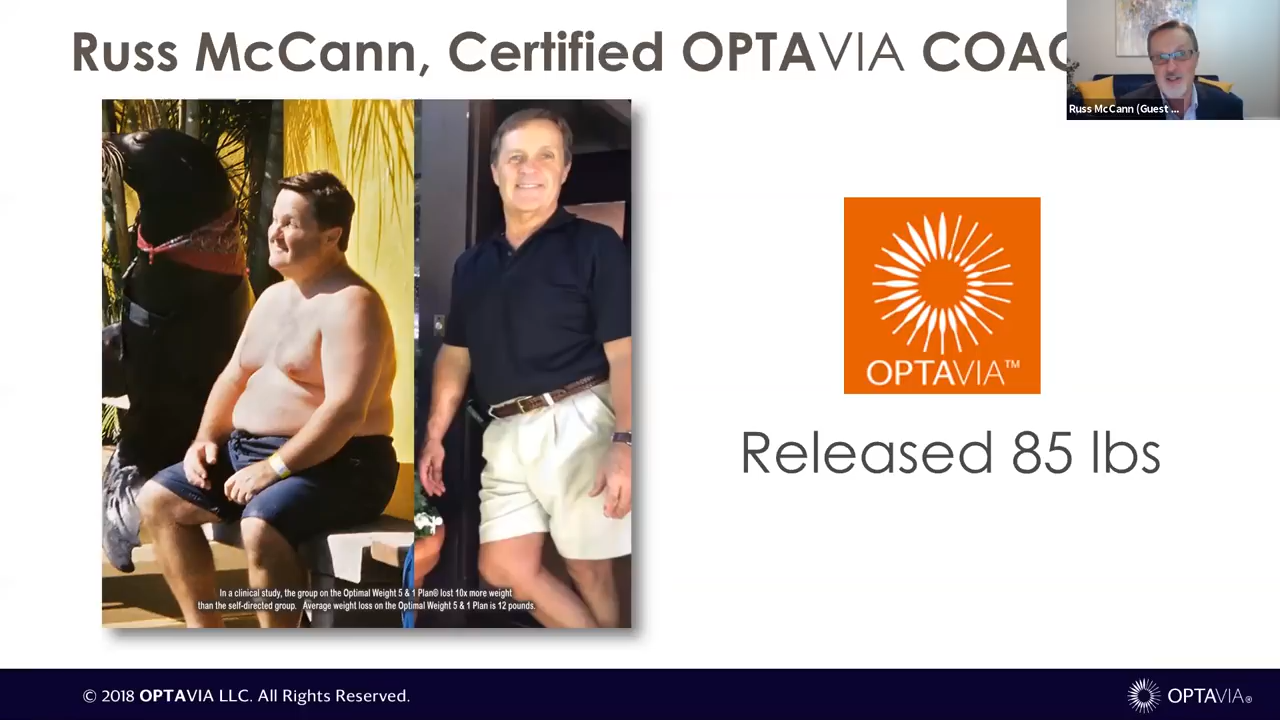 Russ McCann, Certified OPTAVIA COAC
Russ McCann (Guest ...
OPTAVIA™
Released 85 lbs
In a clinical study, the group on the Optimal Weight 5 & 1 Plan® lost 10x more weight
than the self-directed group. Average weight loss on the Optimal Weight 5 & 1 Plan is 12 pounds.
© 2018 OPTAVIA LLC. All Rights Reserved.
OPTAVIA®